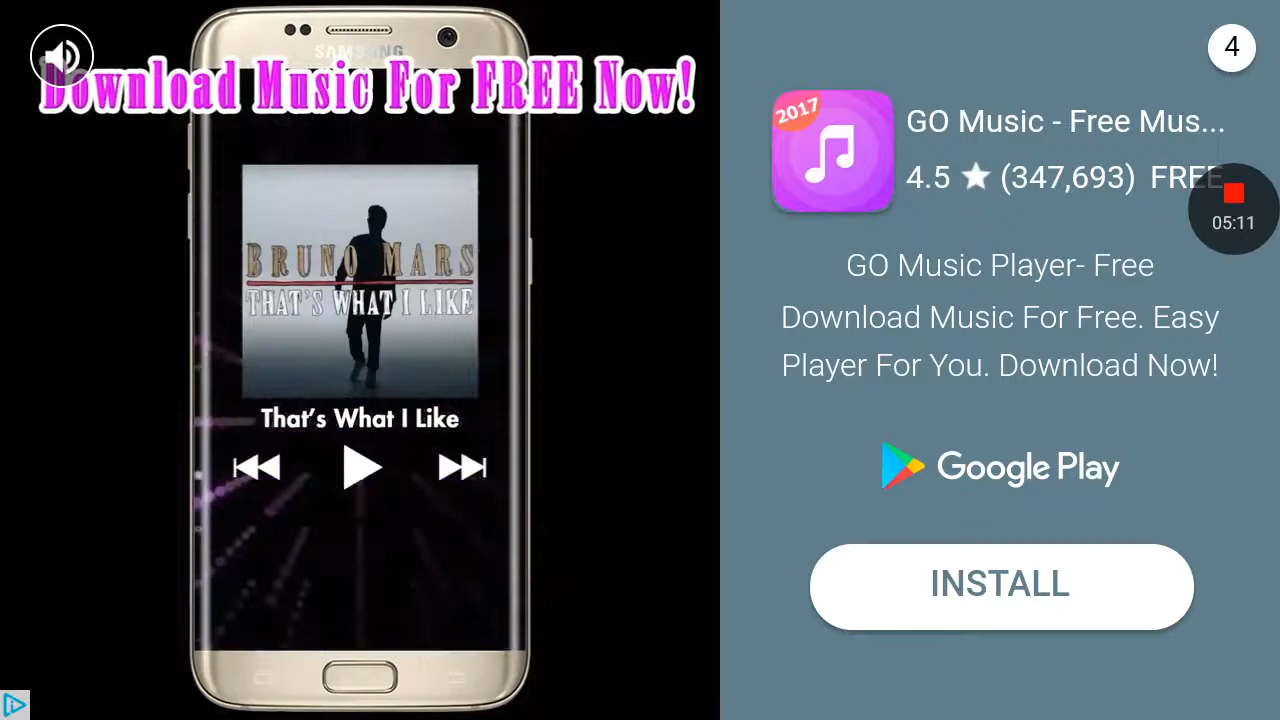 SAMSUNG
Download Music For FREE Now!
BRUNO MARS
THAT'S WHAT I LIKE
That's What I Like
4
2017
GO Music - Free Mus...
4.5 ★ (347,693) FREE
05:11
GO Music Player- Free
Download Music For Free. Easy
Player For You. Download Now!
Google Play
INSTALL